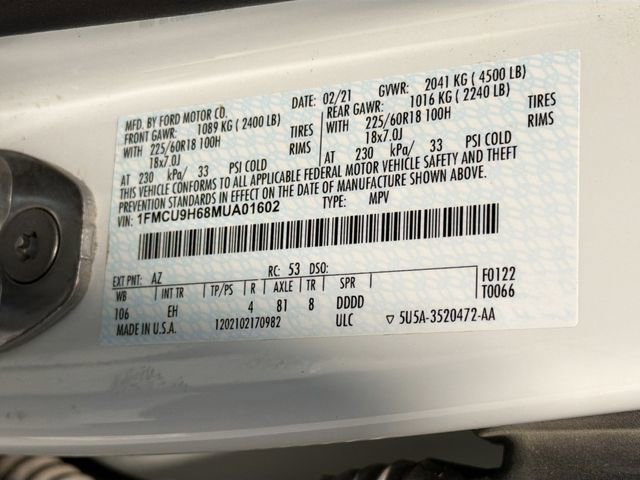 MFD. BY FORD MOTOR CO. DATE: 02/21 GVWR: 2041 KG ( 4500 LB)
FRONT GAWR: 1089 KG ( 2400 LB) REAR GAWR: 1016 KG ( 2240 LB)
WITH 225/60R18 100H TIRES WITH 225/60R18 100H TIRES
18x7.0J RIMS 18x7.0J RIMS
AT 230 kPa/ 33 PSI COLD AT 230 kPa/ 33 PSI COLD
THIS VEHICLE CONFORMS TO ALL APPLICABLE FEDERAL MOTOR VEHICLE SAFETY AND THEFT
PREVENTION STANDARDS IN EFFECT ON THE DATE OF MANUFACTURE SHOWN ABOVE.
VIN: 1FMCU9H68MUA01602 TYPE: MPV
EXT PNT: AZ RC: 53 DSO: F0122
WB INT TR TP/PS R AXLE TR SPR T0066
106 EH 4 81 8 DDDD
MADE IN U.S.A. 1202102170982 ULC ▽ 5U5A-3520472-AA